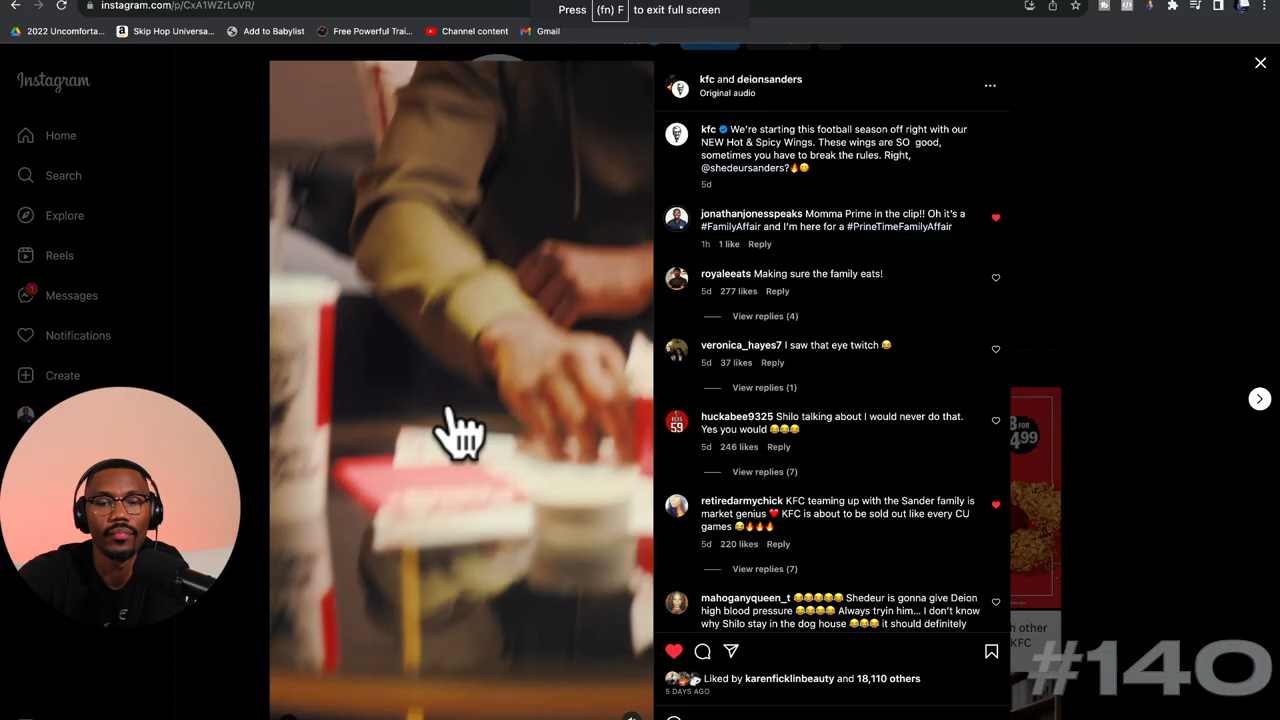 instagram.com/p/CxA1WZrLoVR/
Press (fn) F to exit full screen
2022 Uncomforta...
Skip Hop Universa...
Add to Babylist
Free Powerful Trai...
Channel content
Gmail
Instagram
Home
Search
Explore
Reels
1
Messages
Notifications
Create
kfc and deionsanders
Original audio
kfc We're starting this football season off right with our
NEW Hot & Spicy Wings. These wings are SO good,
sometimes you have to break the rules. Right,
@shedeursanders?🔥😋
5d
jonathanjonesspeaks Momma Prime in the clip!! Oh it's a
#FamilyAffair and I'm here for a #PrineTimeFamilyAffair
1h 1 like Reply
royaleeats Making sure the family eats!
5d 277 likes Reply
View replies (4)
veronica_hayes7 I saw that eye twitch 😂
5d 37 likes Reply
View replies (1)
huckabee9325 Shilo talking about I would never do that.
Yes you would 😂😂😂
5d 246 likes Reply
View replies (7)
retiredarmychick KFC teaming up with the Sander family is
market genius ❤️ KFC is about to be sold out like every CU
games 😂🔥🔥🔥
5d 220 likes Reply
View replies (7)
mahoganyqueen_t 😂😂😂😂😂 Shedeur is gonna give Deion
high blood pressure 😂😂😂😂 Always tryin him... I don't know
why Shilo stay in the dog house 😂😂😂 it should definitely
Liked by karenficklinbeauty and 18,110 others
5 DAYS AGO
FOR
499
h other
KFC
#140
59